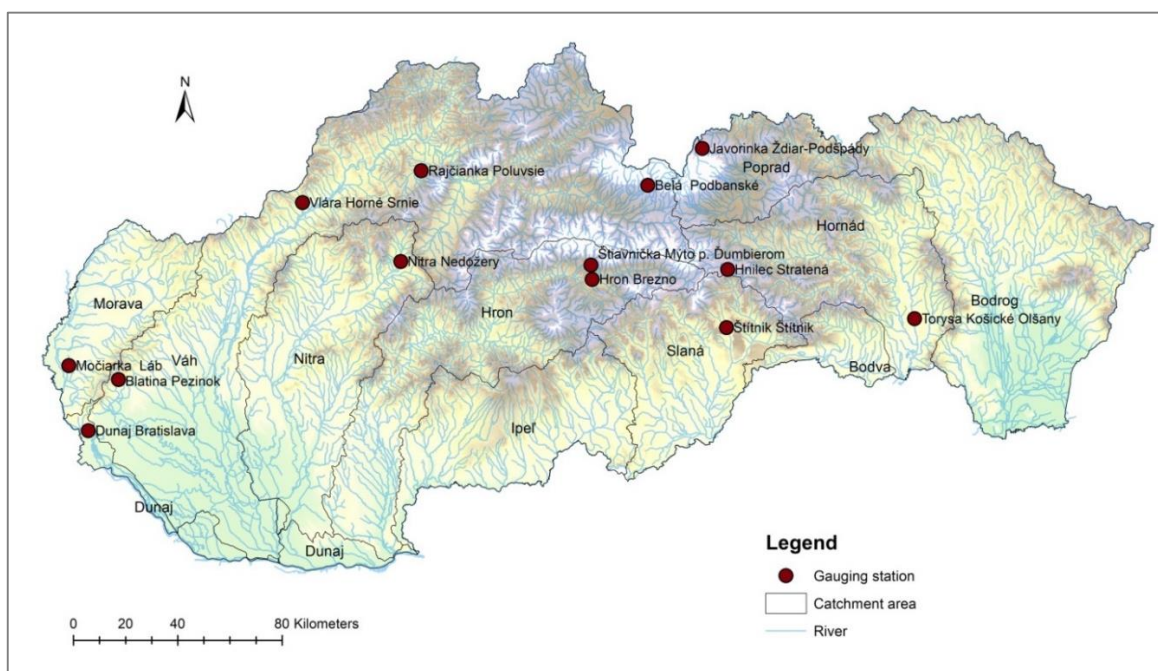 N
Javorinka Ždiar-Podšpády
Poprad
Rajčianka Poluvsie
Belá Podbanské
Vlára Horné Srnie
Hornád
Štiavnička Mýto p. Ďumbierom
Nitra Nedožery
Hnilec Stratená
Hron Brezno
Morava
Bodrog
Hron
Torysa Košické Olšany
Štítnik Štítnik
Slaná
Nitra
Váh
Močiarka Láb
Bodva
Blatina Pezinok
Ipeľ
Dunaj Bratislava
Dunaj
Dunaj
Legend
Gauging station
Catchment area
River
0 20 40 80 Kilometers